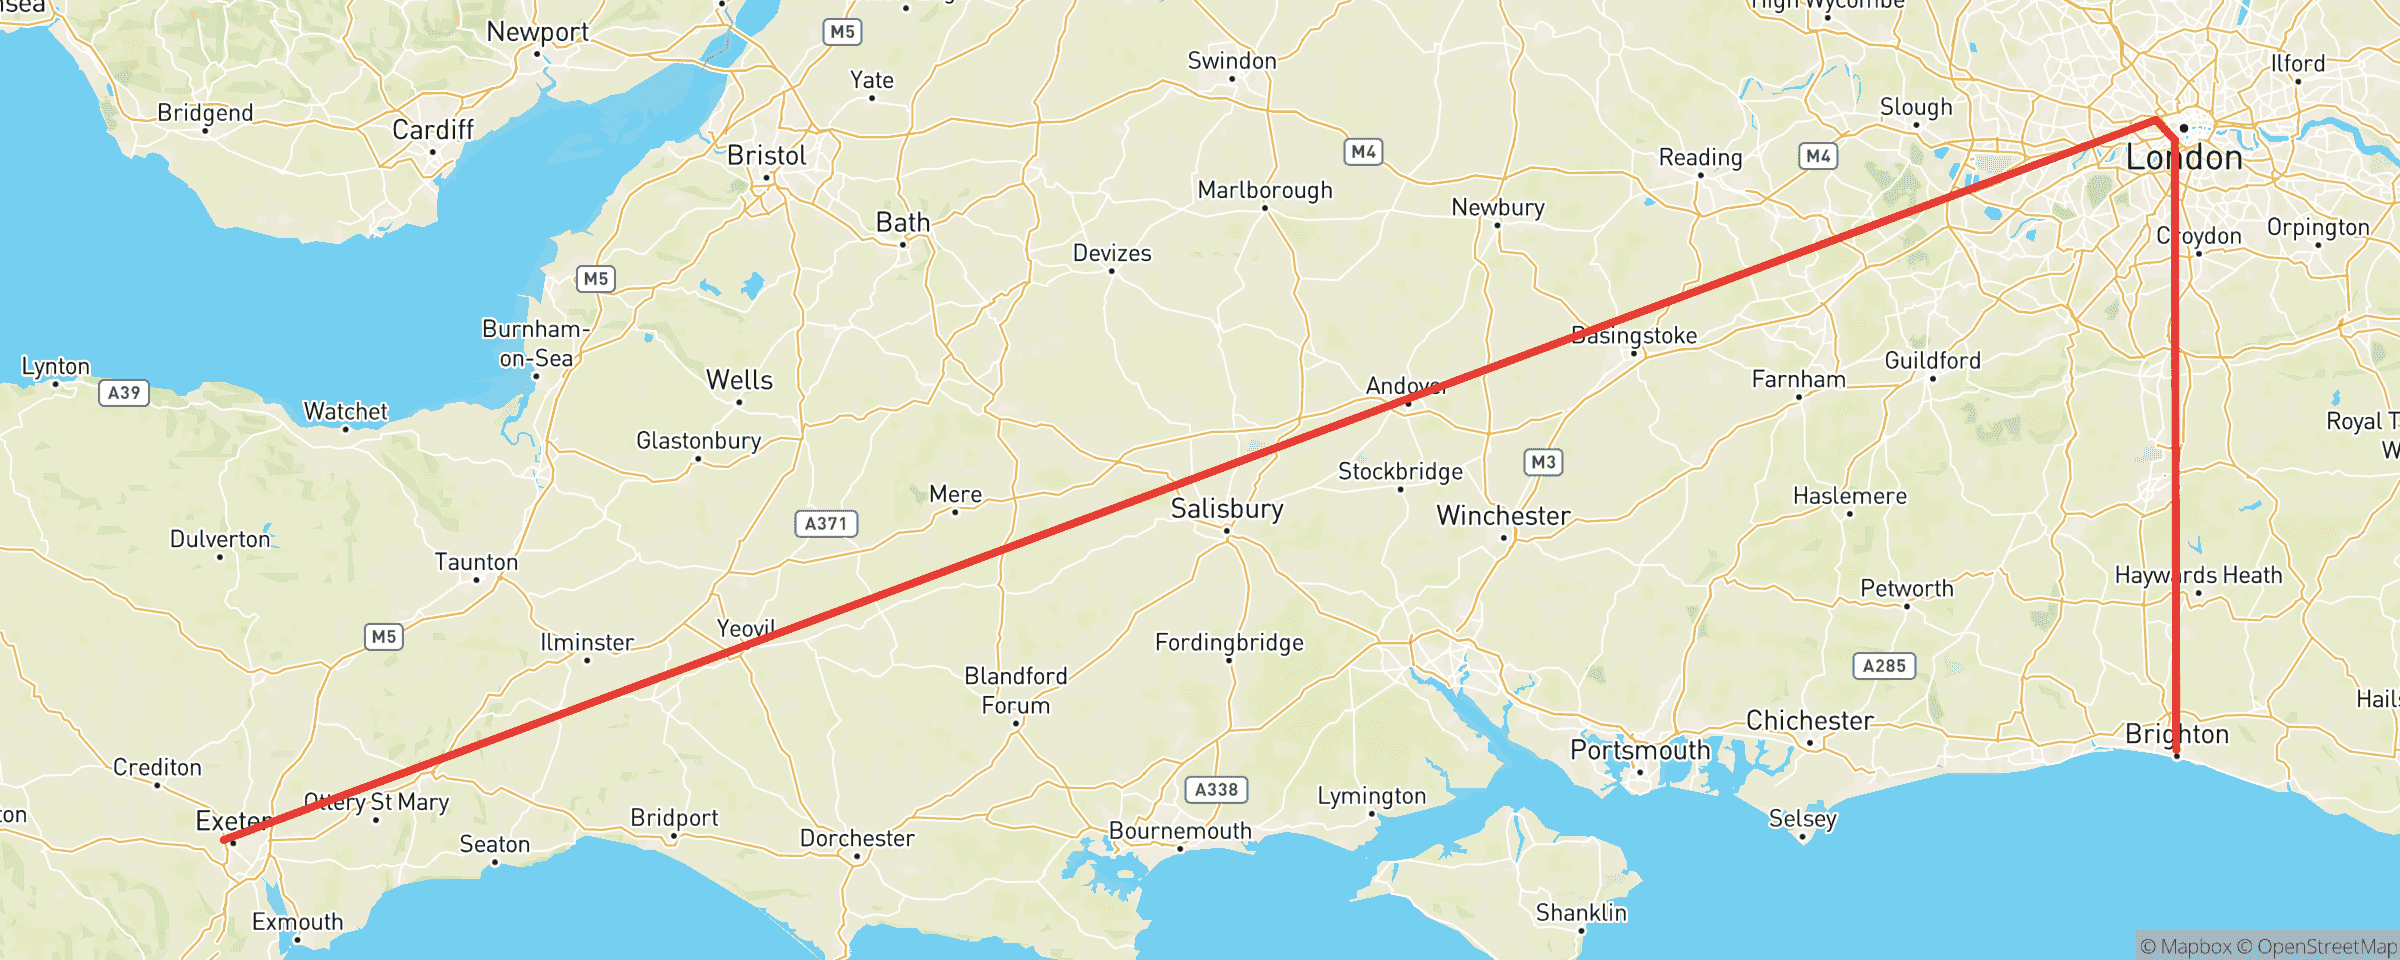 High Wycombe
Newport
M5
Swindon
Yate
Ilford
Bridgend
Slough
Cardiff
Bristol
M4
Reading
M4
London
Marlborough
Newbury
Bath
Orpington
Croydon
Devizes
M5
Burnham-
on-Sea
Basingstoke
Lynton
Guildford
A39
Wells
Andover
Farnham
Watchet
Royal T
Glastonbury
W
M3
Stockbridge
Mere
Haslemere
Salisbury
Winchester
A371
Dulverton
Taunton
Haywards Heath
Petworth
Yeovil
M5
Ilminster
Fordingbridge
A285
Blandford
Forum
Hails
Chichester
Brighton
Portsmouth
Crediton
A338
Lymington
Ottery St Mary
ton
Exeter
Bridport
Selsey
Bournemouth
Dorchester
Seaton
Shanklin
Exmouth
© Mapbox © OpenStreetMap